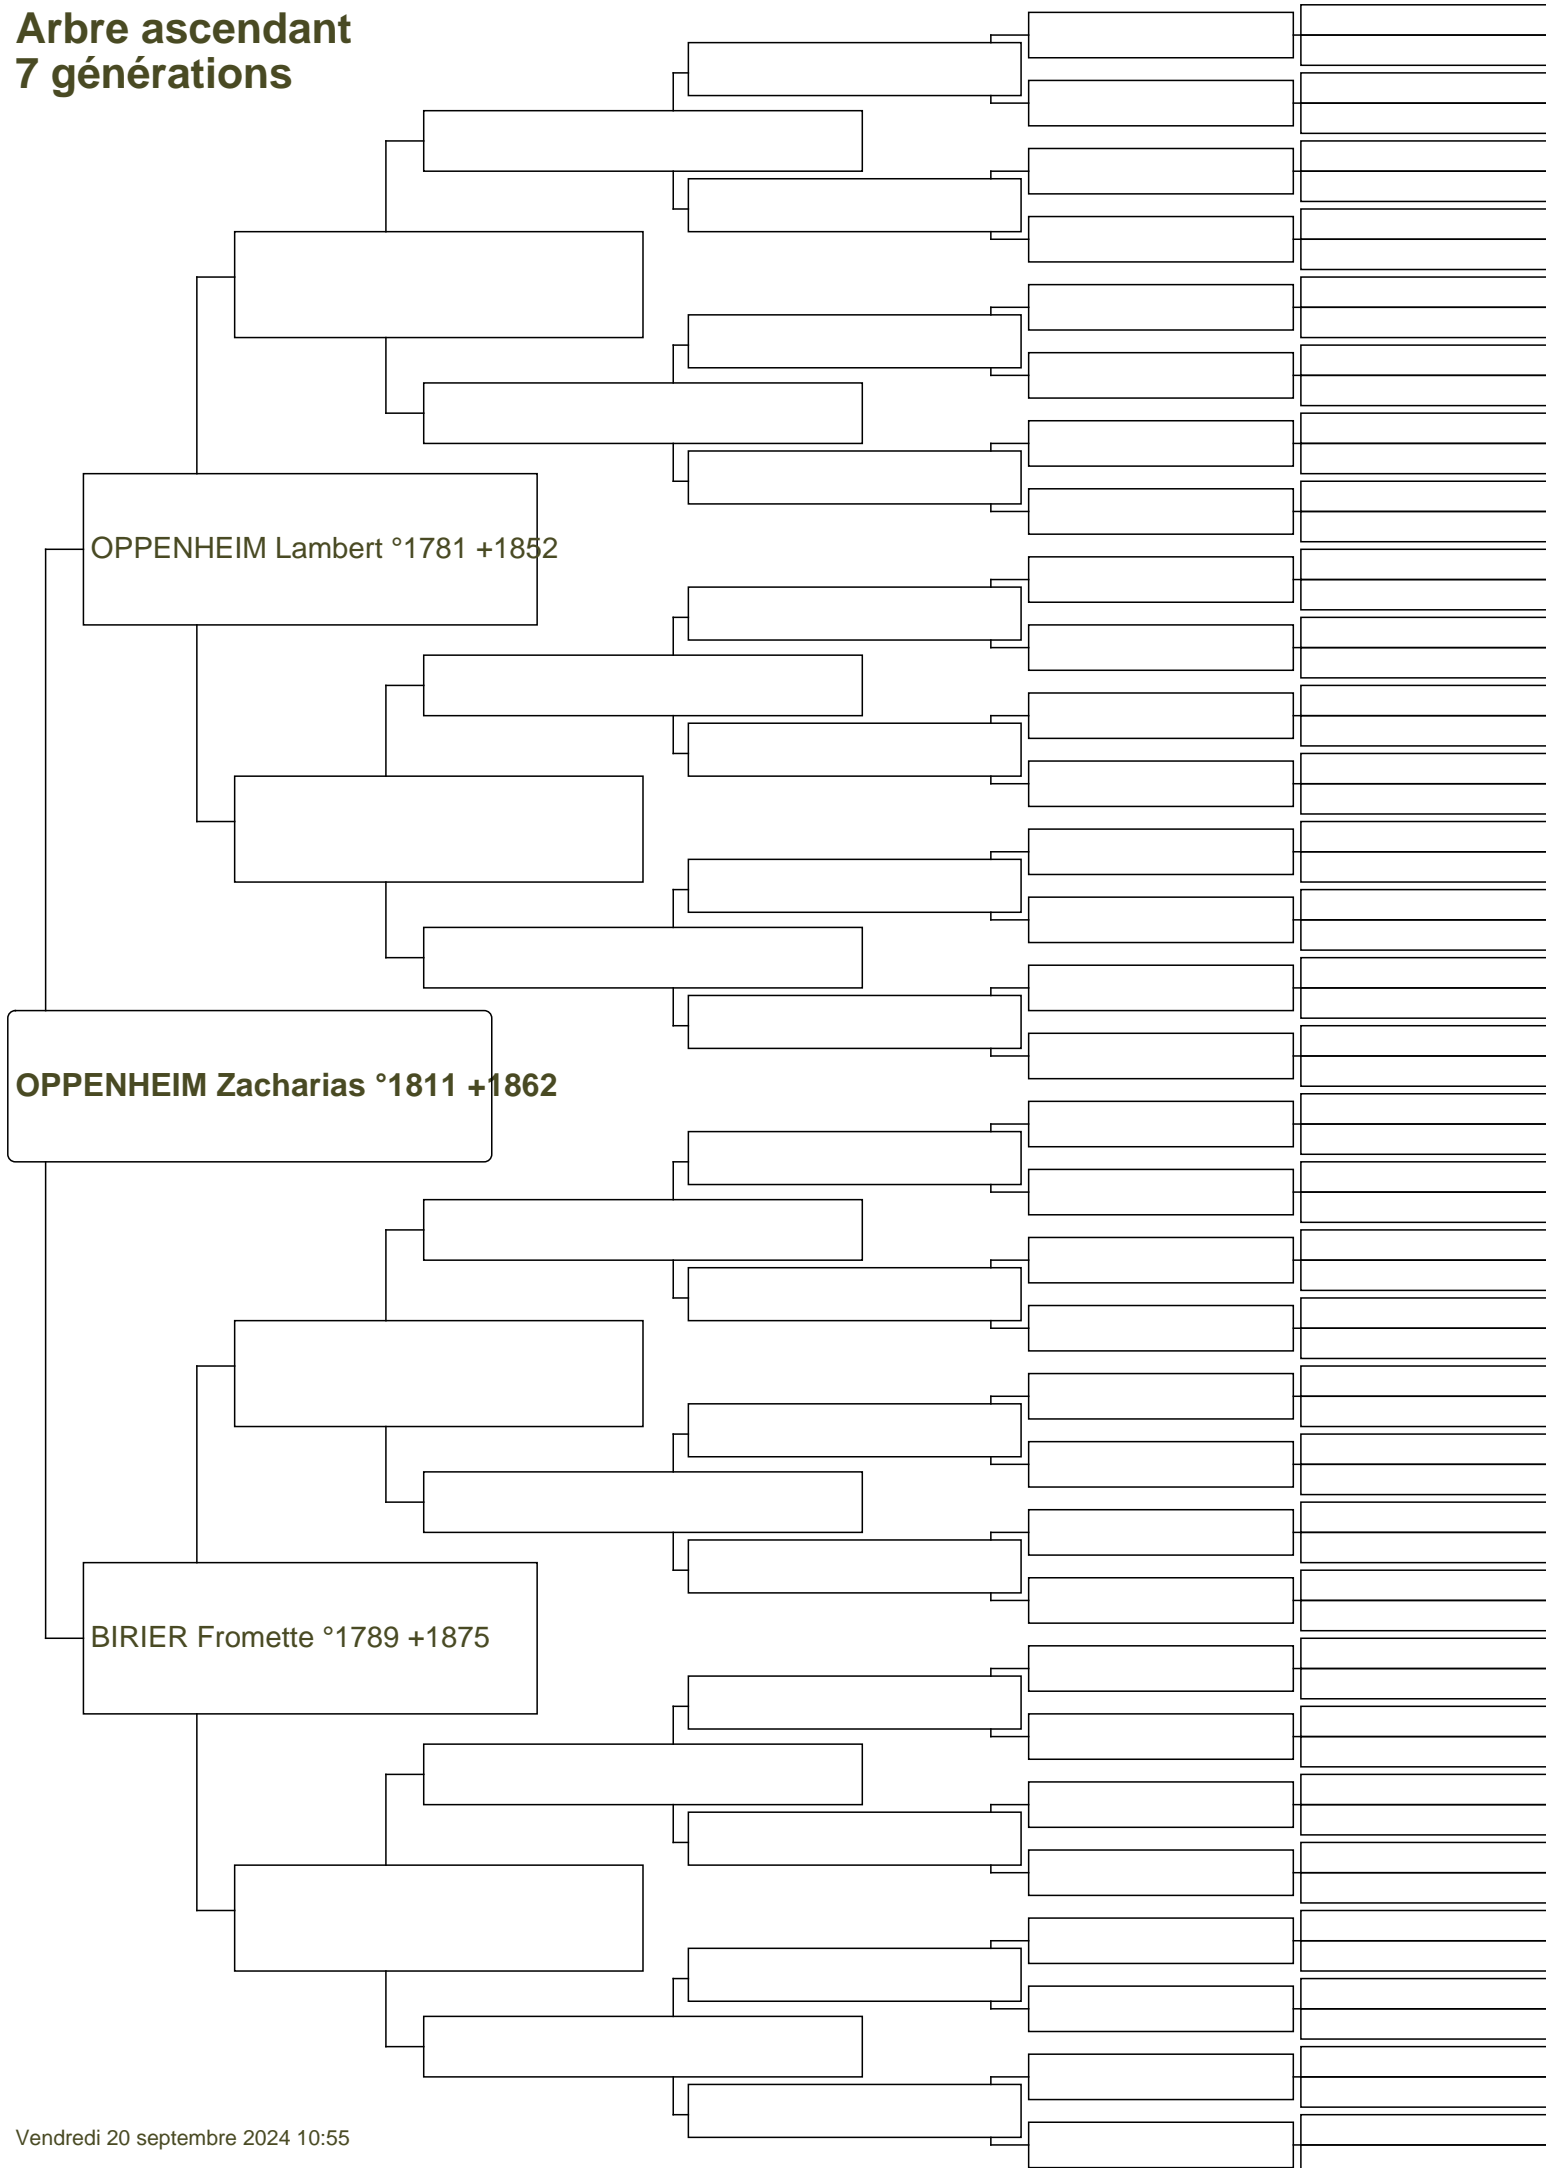 Arbre ascendant
7 générations
OPPENHEIM Lambert °1781 +1852
OPPENHEIM Zacharias °1811 +1862
BIRIER Fromette °1789 +1875
Vendredi 20 septembre 2024 10:55